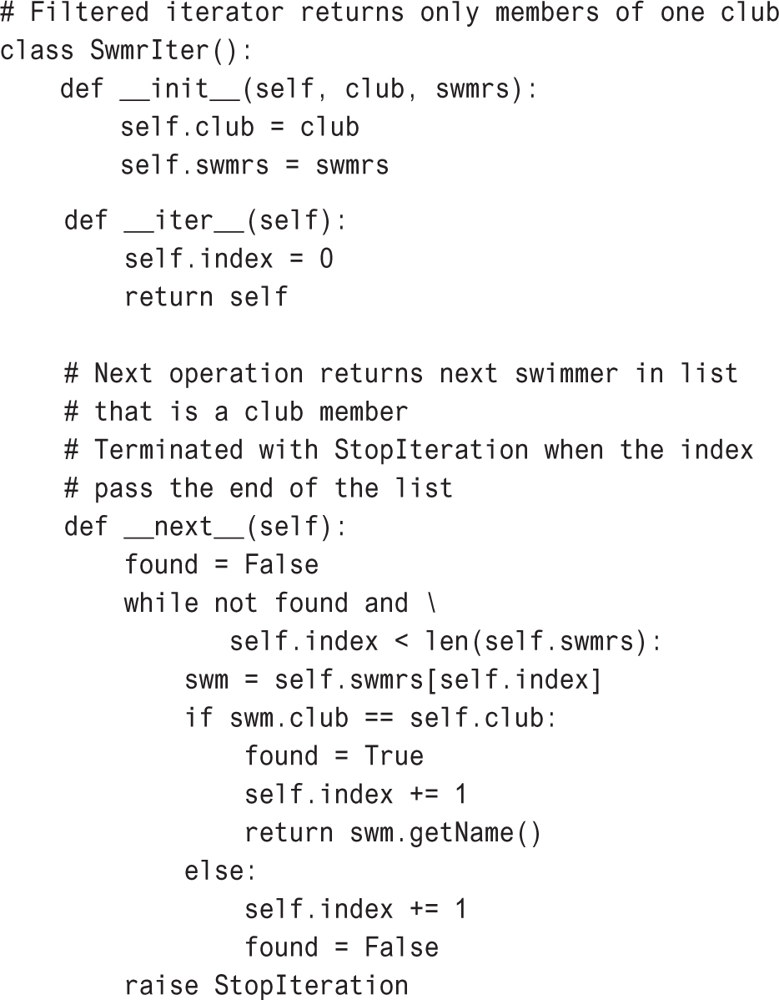 # Filtered iterator returns only members of one club
class SwmrIter():
    def __init__(self, club, swmrs):
        self.club = club
        self.swmrs = swmrs
    def __iter__(self):
        self.index = 0
        return self
    # Next operation returns next swimmer in list
    # that is a club member
    # Terminated with StopIteration when the index
    # pass the end of the list
    def __next__(self):
        found = False
        while not found and \
               self.index < len(self.swmrs):
            swm = self.swmrs[self.index]
            if swm.club == self.club:
                found = True
                self.index += 1
                return swm.getName()
            else:
                self.index += 1
                found = False
        raise StopIteration